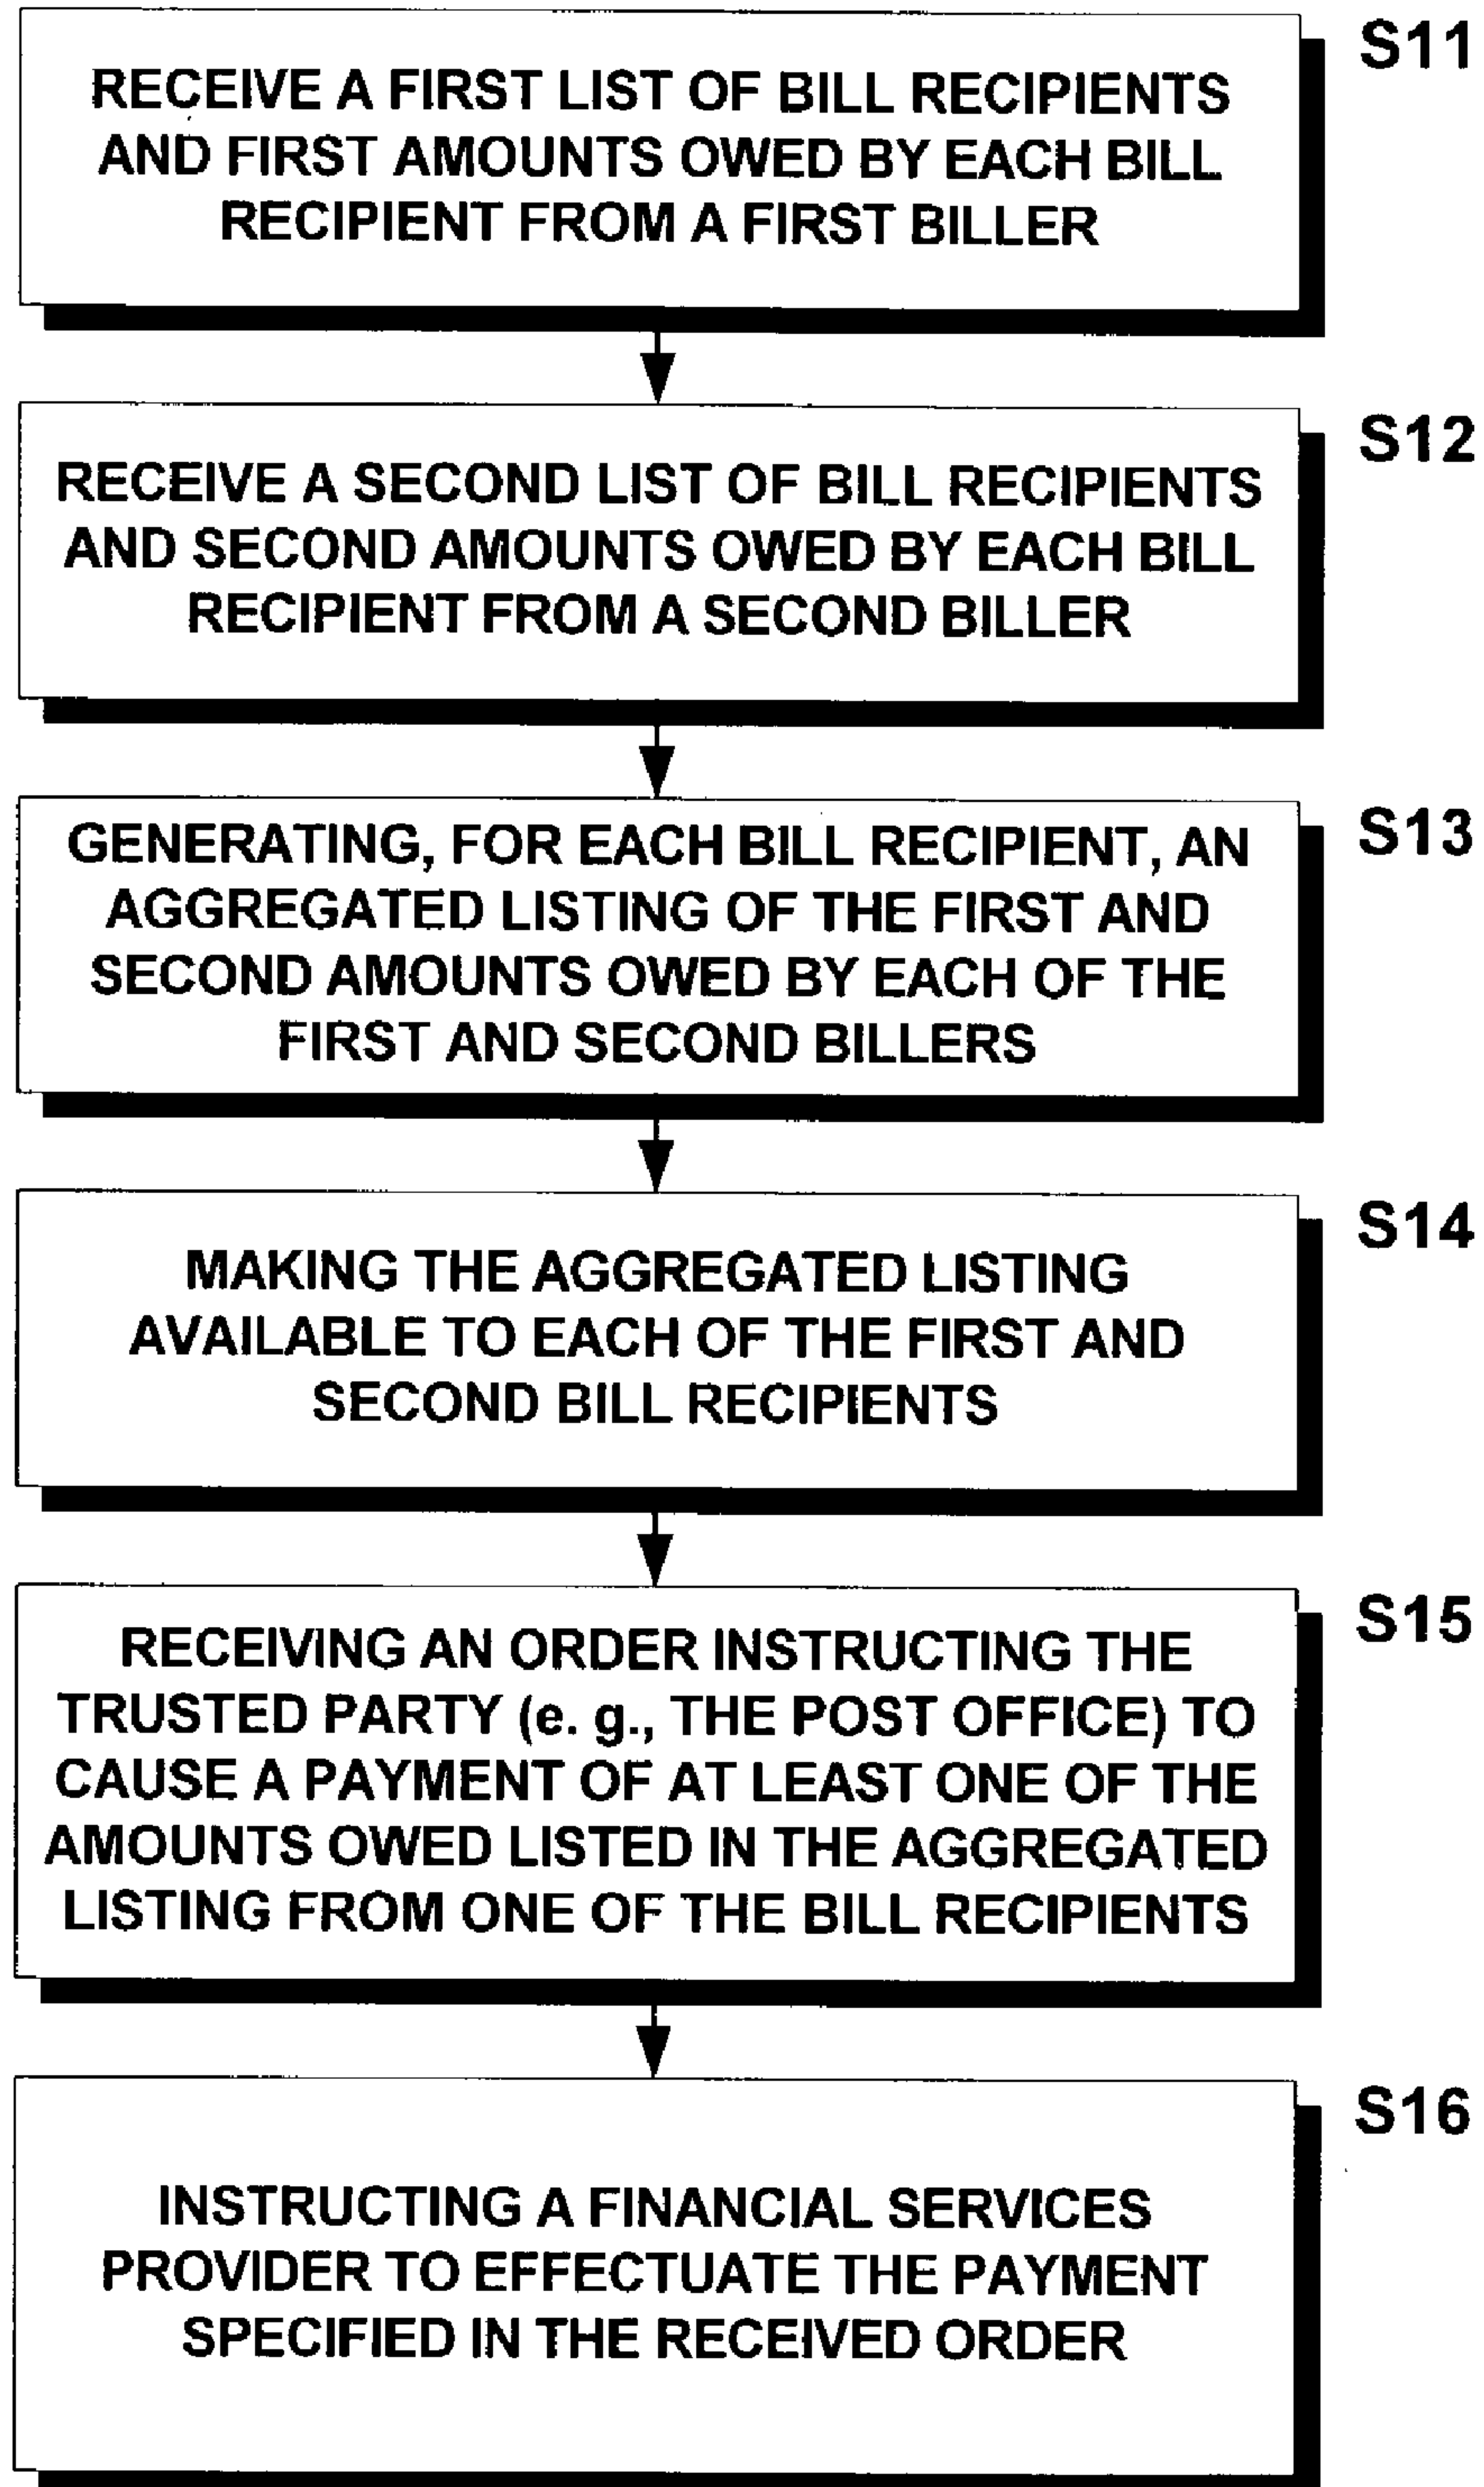 S11
RECEIVE A FIRST LIST OF BILL RECIPIENTS
AND FIRST AMOUNTS OWED BY EACH BILL
RECIPIENT FROM A FIRST BILLER
S12
RECEIVE A SECOND LIST OF BILL RECIPIENTS
AND SECOND AMOUNTS OWED BY EACH BILL
RECIPIENT FROM A SECOND BILLER
S13
GENERATING, FOR EACH BILL RECIPIENT, AN
AGGREGATED LISTING OF THE FIRST AND
SECOND AMOUNTS OWED BY EACH OF THE
FIRST AND SECOND BILLERS
S14
MAKING THE AGGREGATED LISTING
AVAILABLE TO EACH OF THE FIRST AND
SECOND BILL RECIPIENTS
S15
RECEIVING AN ORDER INSTRUCTING THE
TRUSTED PARTY (e. g., THE POST OFFICE) TO
CAUSE A PAYMENT OF AT LEAST ONE OF THE
AMOUNTS OWED LISTED IN THE AGGREGATED
LISTING FROM ONE OF THE BILL RECIPIENTS
S16
INSTRUCTING A FINANCIAL SERVICES
PROVIDER TO EFFECTUATE THE PAYMENT
SPECIFIED IN THE RECEIVED ORDER